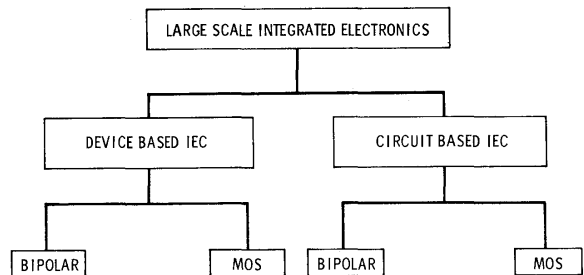 LARGE SCALE INTEGRATED ELECTRONICS
DEVICE BASED IEC
CIRCUIT BASED IEC
BIPOLAR
MOS
BIPOLAR
MOS